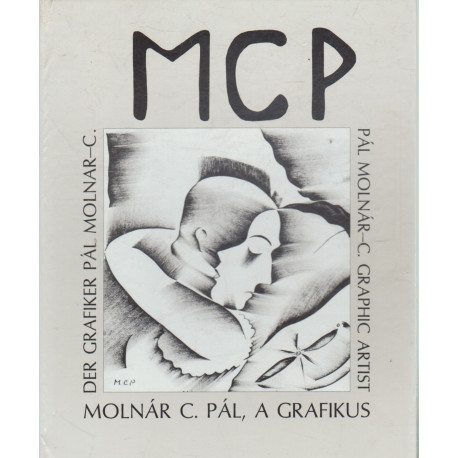 MCP
DER GRAFIKER PÁL MOLNAR–C.
PÁL MOLNÁR–C. GRAPHIC ARTIST
MCP
MOLNÁR C. PÁL, A GRAFIKUS